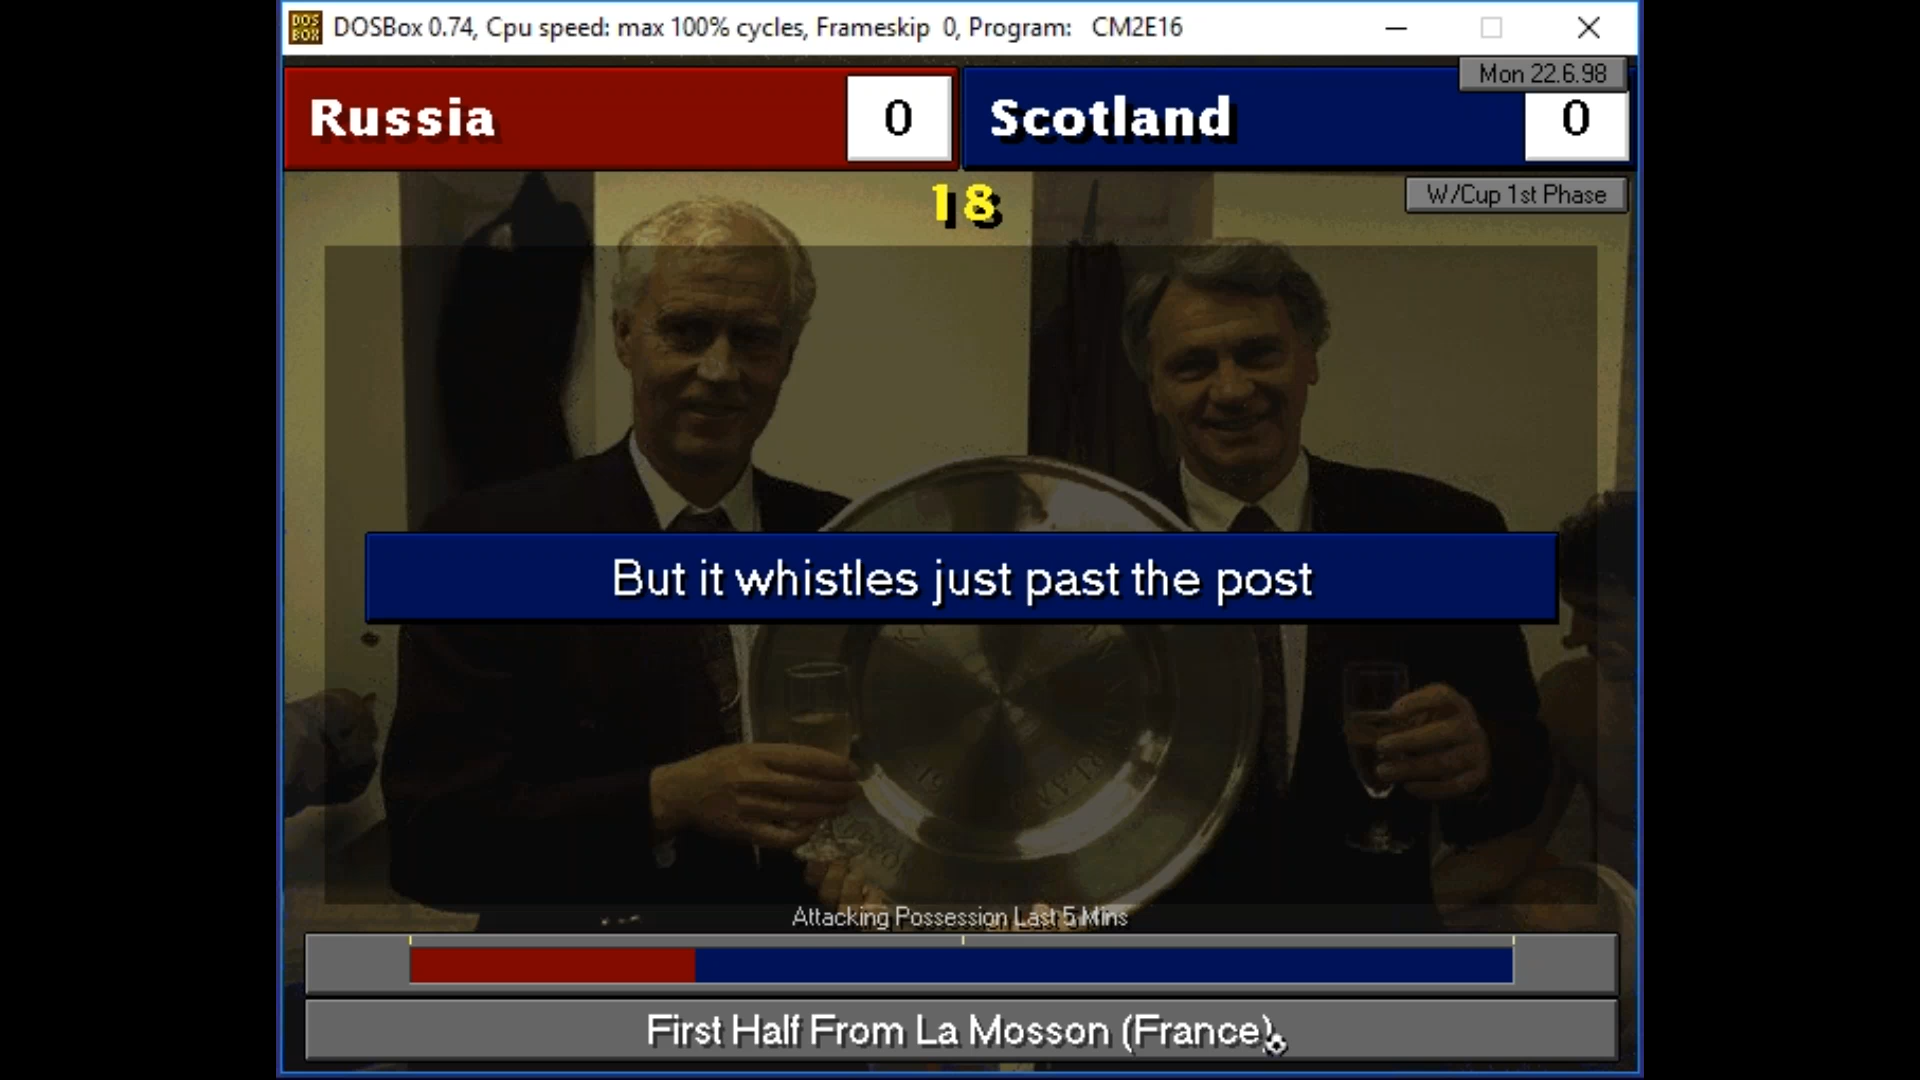 DOS BOX
DOSBox 0.74, Cpu speed: max 100% cycles, Frameskip 0, Program: CM2E16
Mon 22.6.98
Russia 0 Scotland 0
18
W/Cup 1st Phase
But it whistles just past the post
Attacking Possession Last 5 Mins
First Half From La Mosson (France)